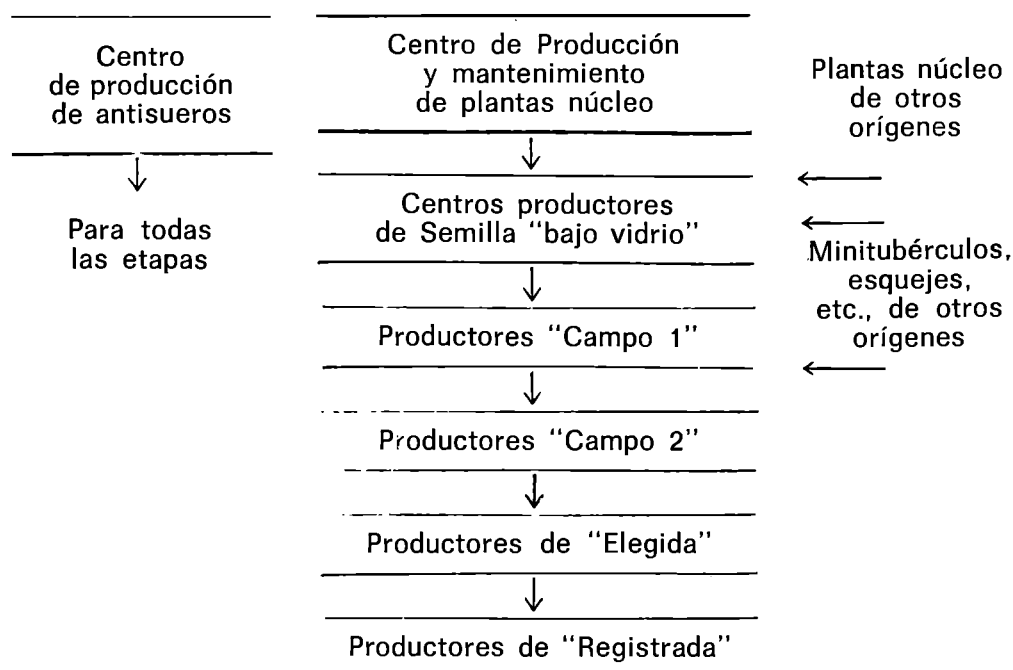 Centro
de producción
de antisueros
Para todas
las etapas
Centro de Producción
y mantenimiento
de plantas núcleo
Centros productores
de Semilla “bajo vidrio”
Productores “Campo 1”
Productores “Campo 2”
Productores de “Elegida”
Productores de “Registrada”
Plantas núcleo
de otros
orígenes
Minitubérculos,
esquejes,
etc., de otros
orígenes